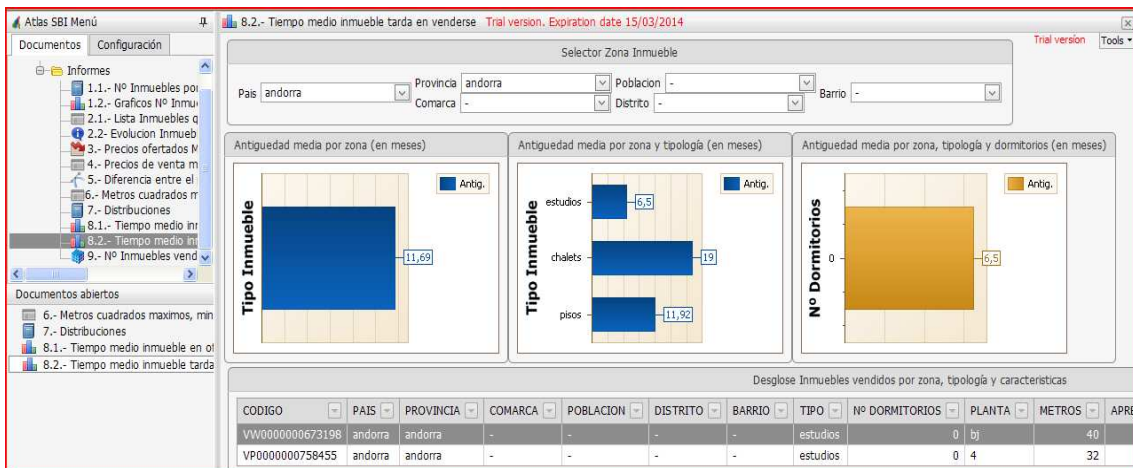 Atlas SBI Menú
Documentos Configuración
Informes
1.1.- Nº Inmuebles por
1.2.- Graficos Nº Inmu
2.1.- Lista Inmuebles q
2.2- Evolucion Inmueb
3.- Precios ofertados M
4.- Precios de venta m
5.- Diferencia entre el
6.- Metros cuadrados m
7.- Distribuciones
8.1.- Tiempo medio inm
8.2.- Tiempo medio inm
9.- Nº Inmuebles vend
Documentos abiertos
6.- Metros cuadrados maximos, min
7.- Distribuciones
8.1.- Tiempo medio inmueble en of
8.2.- Tiempo medio inmueble tarda
8.2.- Tiempo medio inmueble tarda en venderse Trial version. Expiration date 15/03/2014
Trial versión Tools
Selector Zona Inmueble
Pais andorra
Provincia andorra
Comarca -
Poblacion -
Distrito -
Barrio -
Antiguedad media por zona (en meses)
Tipo Inmueble
Antig.
11,69
Antiguedad media por zona y tipología (en meses)
Tipo Inmueble
Antig.
estudios 6,5
chalets 19
pisos 11,92
Antiguedad media por zona, tipología y dormitorios (en meses)
Nº Dormitorios
Antig.
0 6,5
Desglose Inmuebles vendidos por zona, tipología y caracteristicas
CODIGO PAIS PROVINCIA COMARCA POBLACION DISTRITO BARRIO TIPO Nº DORMITORIOS PLANTA METROS APRE
VW0000000673198 andorra andorra - - - - estudios 0 bj 40
VP0000000758455 andorra andorra - - - - estudios 0 4 32